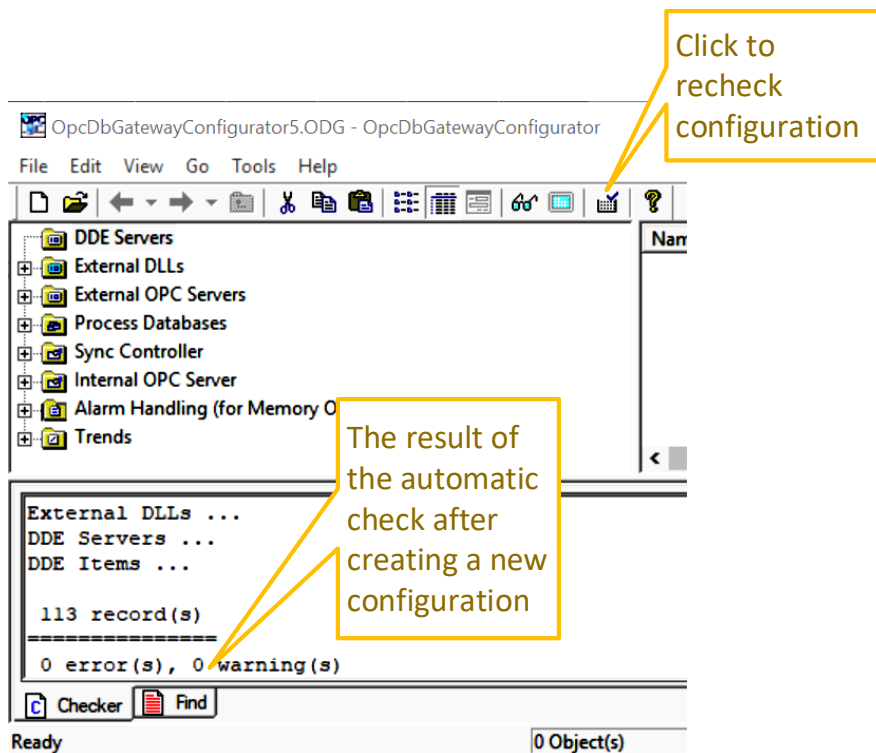 Click to
recheck
configuration
OpcDbGatewayConfigurator5.ODG - OpcDbGatewayConfigurator
File Edit View Go Tools Help
DDE Servers
External DLLs
External OPC Servers
Process Databases
Sync Controller
Internal OPC Server
Alarm Handling (for Memory O
Trends
Nam
The result of
the automatic
check after
creating a new
configuration
External DLLs ...
DDE Servers ...
DDE Items ...
113 record(s)
===============
0 error(s), 0 warning(s)
Checker Find
Ready 0 Object(s)